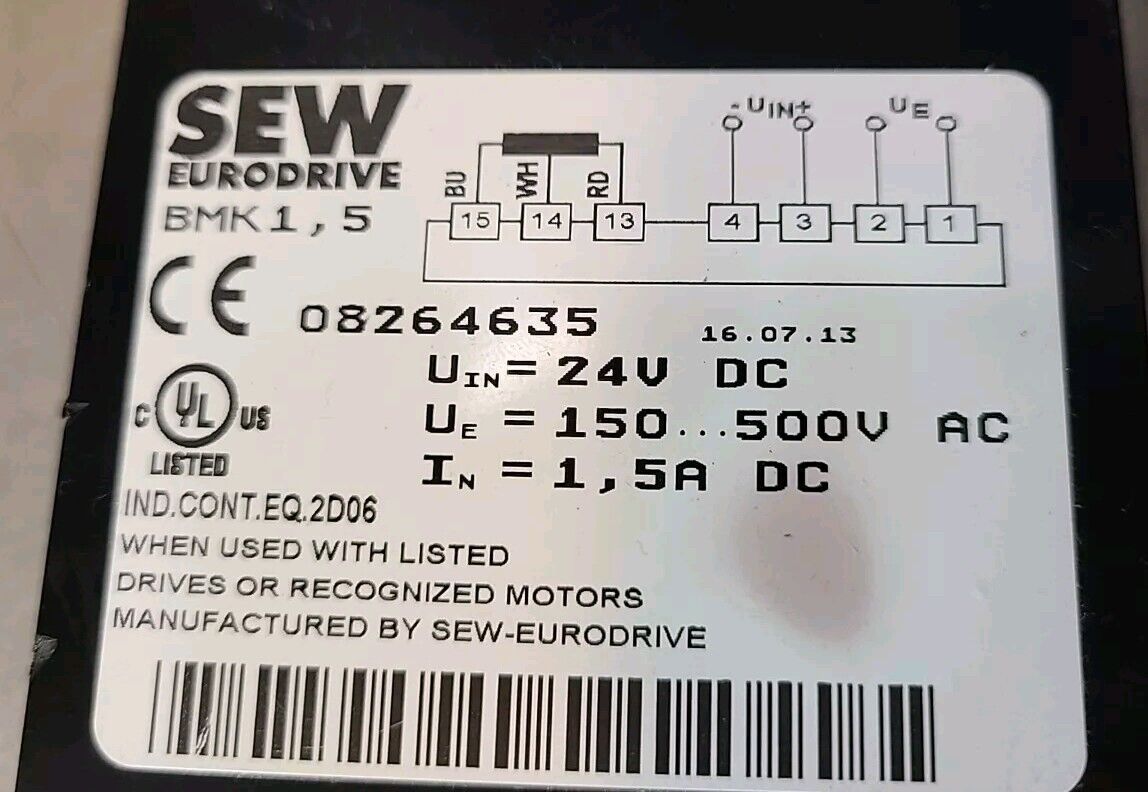 SEW
EURODRIVE
BMK1,5
BU WH RD
- UIN +
UE
15 14 13 4 3 2 1
CE
08264635
16.07.13
UIN= 24V DC
UE = 150...500V AC
IN = 1,5A DC
C UL US
LISTED
IND.CONT.EQ.2D06
WHEN USED WITH LISTED
DRIVES OR RECOGNIZED MOTORS
MANUFACTURED BY SEW-EURODRIVE